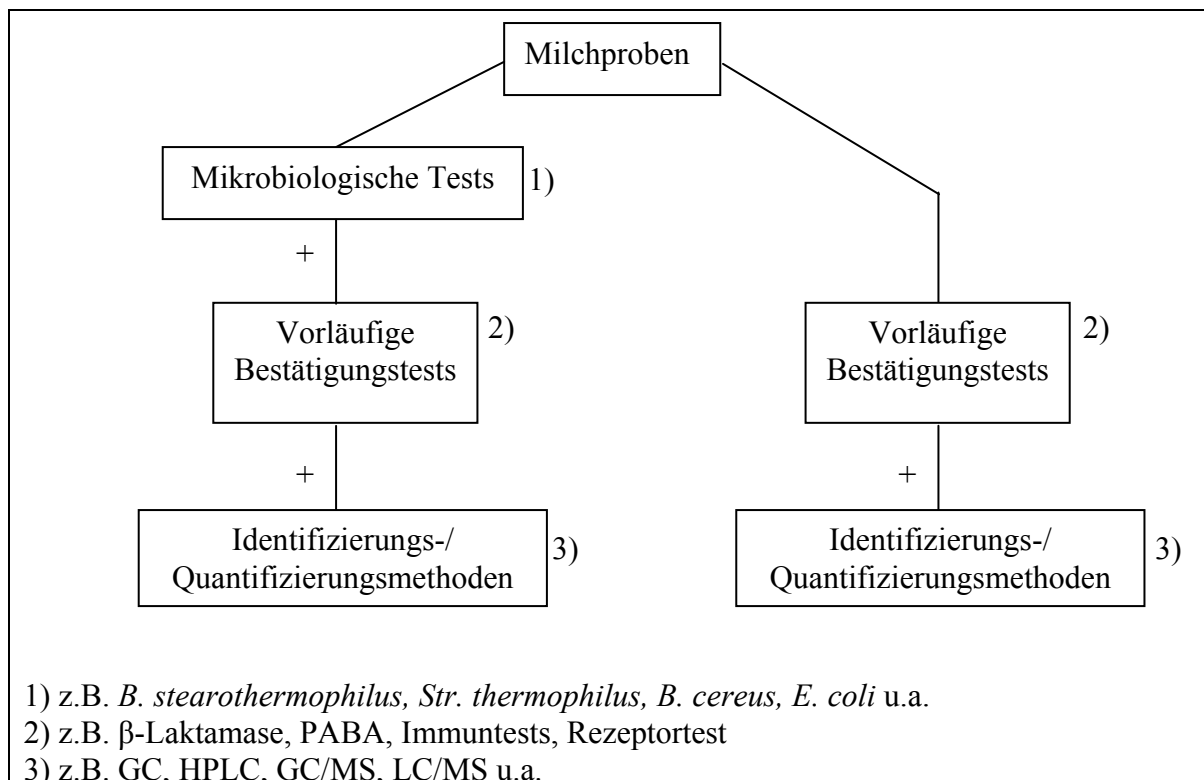 Milchproben
Mikrobiologische Tests 1)
+
Vorläufige
Bestätigungstests 2)
Vorläufige
Bestätigungstests 2)
+
+
Identifizierungs-/
Quantifizierungsmethoden 3)
Identifizierungs-/
Quantifizierungsmethoden 3)
1) z.B. B. stearothermophilus, Str. thermophilus, B. cereus, E. coli u.a.
2) z.B. β-Laktamase, PABA, Immuntests, Rezeptortest
3) z.B. GC, HPLC, GC/MS, LC/MS u.a.